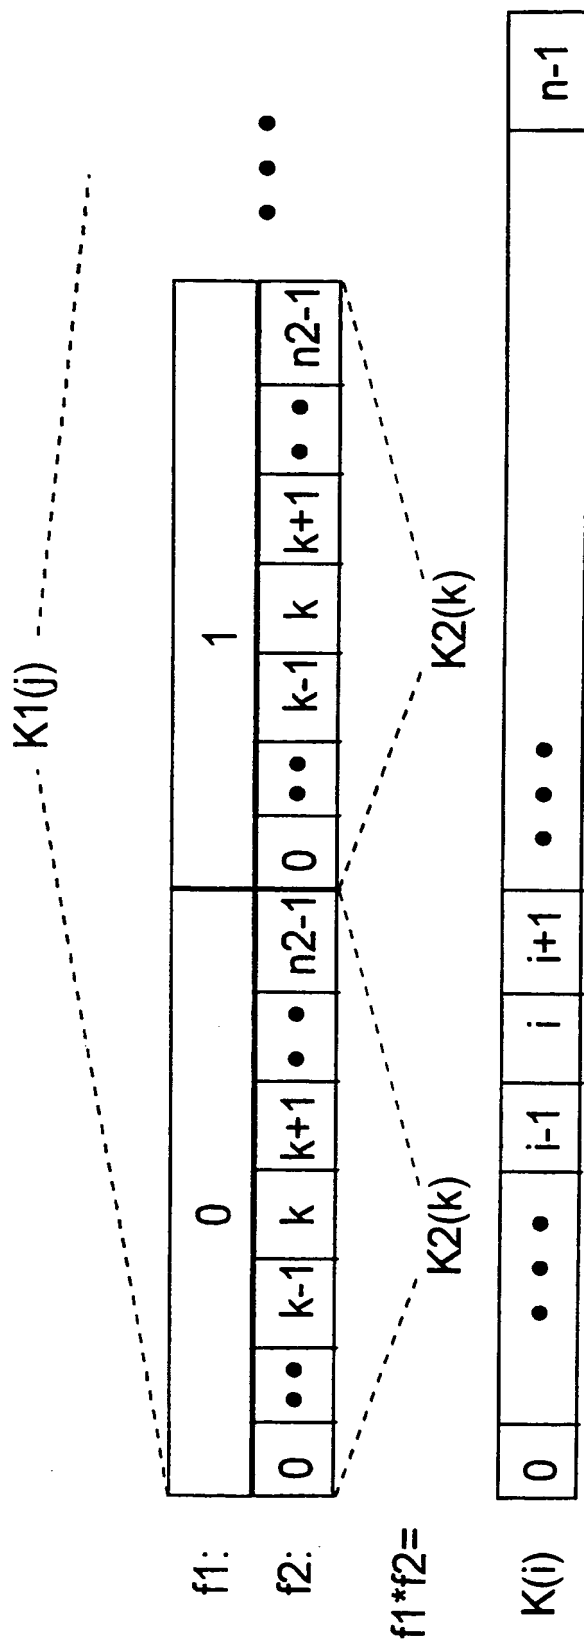 K1(j)
f1: 0 1
f2: 0 •• k-1 k k+1 •• n2-1 0 •• k-1 k k+1 •• n2-1 •••
K2(k) K2(k)
f1*f2=
K(i) 0 ••• i-1 i i+1 ••• n-1